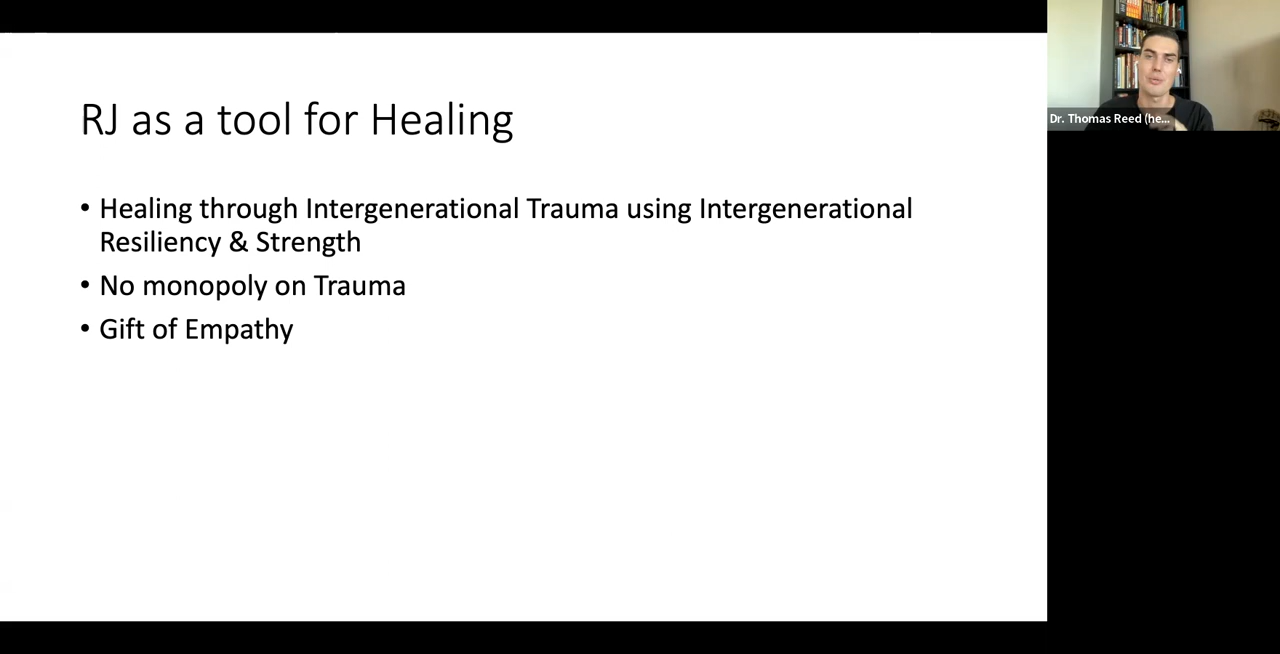 RJ as a tool for Healing
• Healing through Intergenerational Trauma using Intergenerational
Resiliency & Strength
• No monopoly on Trauma
• Gift of Empathy
Dr. Thomas Reed (he...